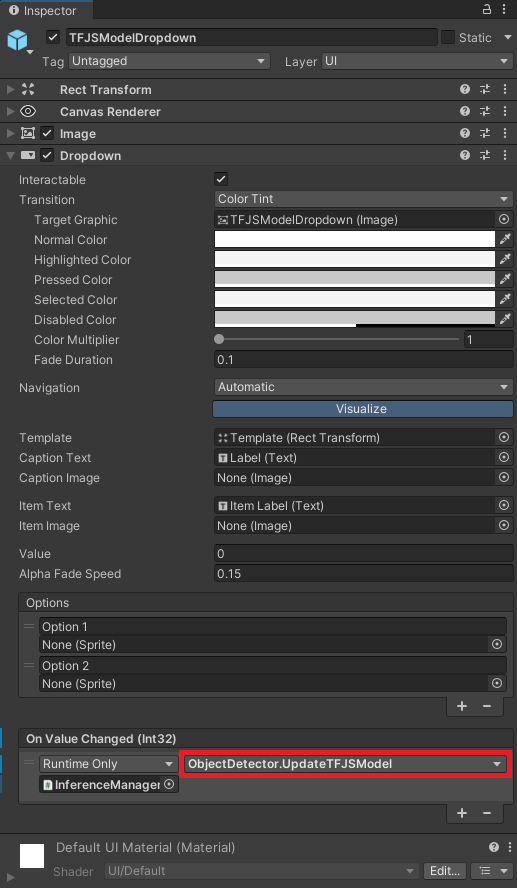 Inspector
TFJSModelDropdown Static
Tag Untagged Layer UI
Rect Transform
Canvas Renderer
Image
Dropdown
Interactable
Transition Color Tint
Target Graphic TFJSModelDropdown (Image)
Normal Color
Highlighted Color
Pressed Color
Selected Color
Disabled Color
Color Multiplier 1
Fade Duration 0.1
Navigation Automatic
Visualize
Template Template (Rect Transform)
Caption Text Label (Text)
Caption Image None (Image)
Item Text Item Label (Text)
Item Image None (Image)
Value 0
Alpha Fade Speed 0.15
Options
Option 1
None (Sprite)
Option 2
None (Sprite)
On Value Changed (Int32)
Runtime Only ObjectDetector.UpdateTFJSModel
InferenceManager
Default UI Material (Material)
Shader UI/Default Edit...